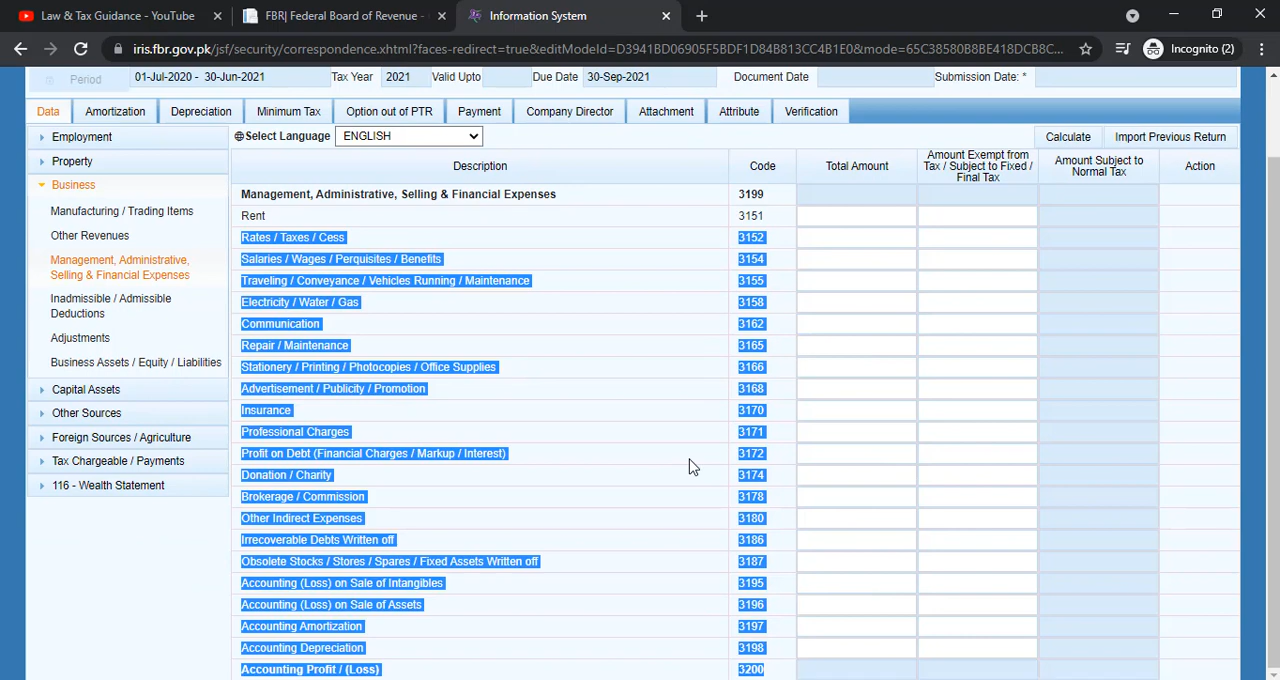 Law & Tax Guidance - YouTube
FBR| Federal Board of Revenue -
Information System
iris.fbr.gov.pk/jsf/security/correspondence.xhtml?faces-redirect=true&editModeId=D3941BD06905F5BDF1D84B813CC4B1E0&mode=65C38580B8BE418DCB8C...
Incognito (2)
Period 01-Jul-2020 - 30-Jun-2021 Tax Year 2021 Valid Upto Due Date 30-Sep-2021 Document Date Submission Date: *
Data Amortization Depreciation Minimum Tax Option out of PTR Payment Company Director Attachment Attribute Verification
Employment
Property
Business
Manufacturing / Trading Items
Other Revenues
Management, Administrative,
Selling & Financial Expenses
Inadmissible / Admissible
Deductions
Adjustments
Business Assets / Equity / Liabilities
Capital Assets
Other Sources
Foreign Sources / Agriculture
Tax Chargeable / Payments
116 - Wealth Statement
Select Language ENGLISH Calculate Import Previous Return
Description Code Total Amount
Amount Exempt from
Tax / Subject to Fixed /
Final Tax
Amount Subject to
Normal Tax
Action
Management, Administrative, Selling & Financial Expenses 3199
Rent 3151
Rates / Taxes / Cess 3152
Salaries / Wages / Perquisites / Benefits 3154
Traveling / Conveyance / Vehicles Running / Maintenance 3155
Electricity / Water / Gas 3158
Communication 3162
Repair / Maintenance 3165
Stationery / Printing / Photocopies / Office Supplies 3166
Advertisement / Publicity / Promotion 3168
Insurance 3170
Professional Charges 3171
Profit on Debt (Financial Charges / Markup / Interest) 3172
Donation / Charity 3174
Brokerage / Commission 3178
Other Indirect Expenses 3180
Irrecoverable Debts Written off 3186
Obsolete Stocks / Stores / Spares / Fixed Assets Written off 3187
Accounting (Loss) on Sale of Intangibles 3195
Accounting (Loss) on Sale of Assets 3196
Accounting Amortization 3197
Accounting Depreciation 3198
Accounting Profit / (Loss) 3200